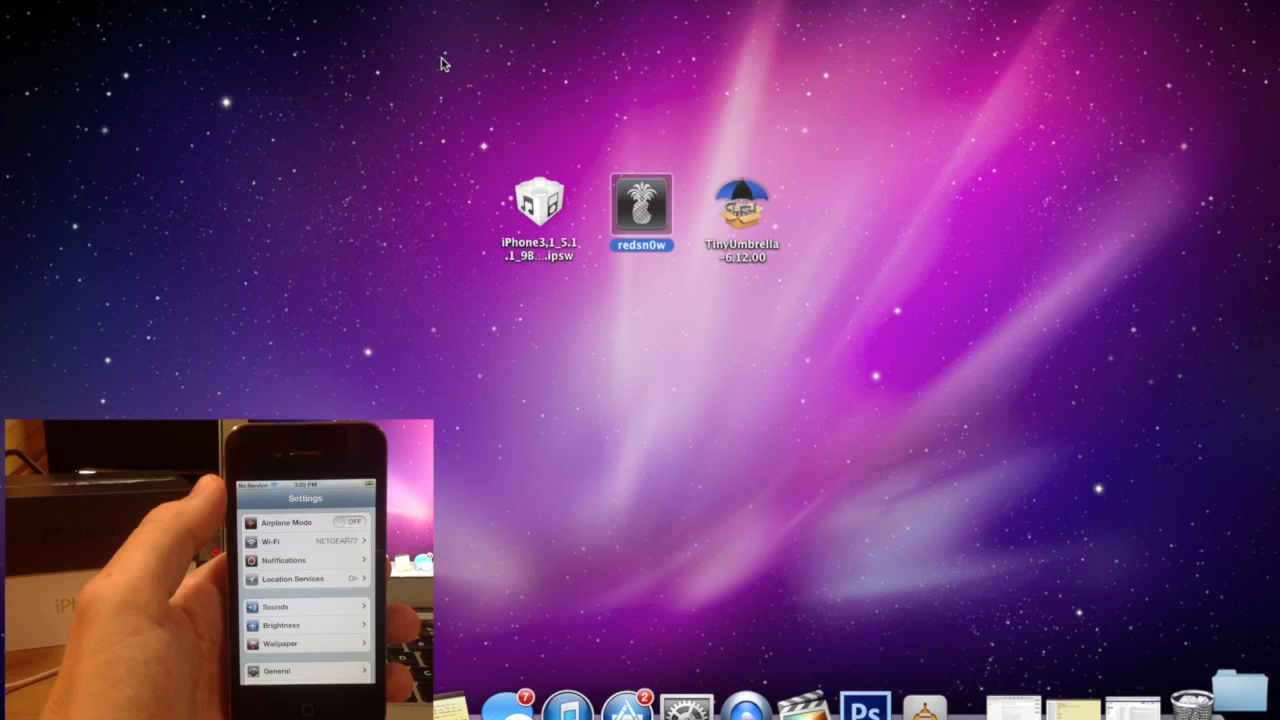 iPhone3,1_5.1
.1_9B....ipsw
redsn0w
TinyUmbrella
-6.12.00
No Service
3:26 PM
Settings
Airplane Mode
OFF
Wi-Fi
NETGEAR72
Notifications
Location Services
On
Sounds
Brightness
Wallpaper
General
7
2
Ps